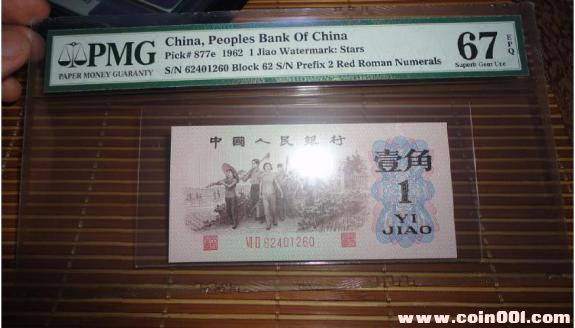 PMG
PAPER MONEY GUARANTY
China, Peoples Bank Of China
Pick# 877e 1962 1 Jiao Watermark: Stars
S/N 62401260 Block 62 S/N Prefix 2 Red Roman Numerals
67 EPQ
Superb Gem Unc
中國人民銀行
壹角
1
YI
JIAO
VI II 62401260
www.coin001.com